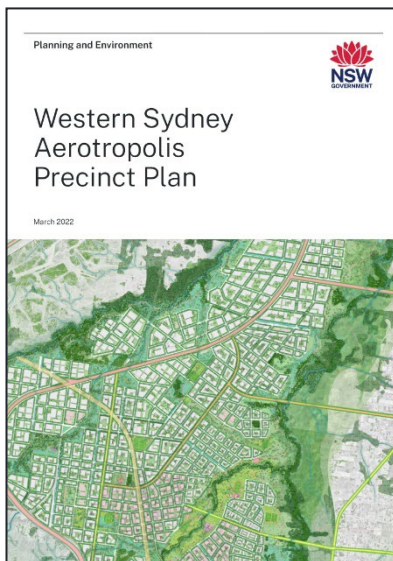 Planning and Environment
NSW
GOVERNMENT
Western Sydney
Aerotropolis
Precinct Plan
March 2022